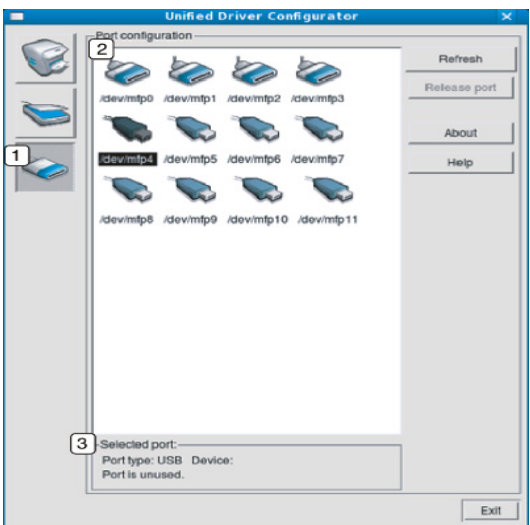 Unified Driver Configurator
Port configuration
2
/dev/mfp0 /dev/mfp1 /dev/mfp2 /dev/mfp3
/dev/mfp4 /dev/mfp5 /dev/mfp6 /dev/mfp7
/dev/mfp8 /dev/mfp9 /dev/mfp10 /dev/mfp11
Refresh
Release port
About
Help
1
3
Selected port:
Port type: USB Device:
Port is unused.
Exit